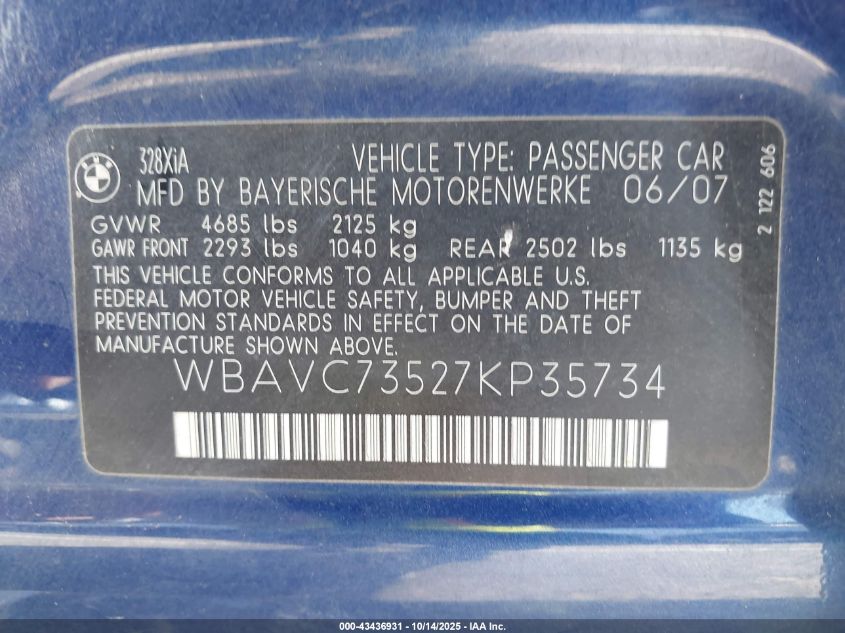 BMW
328XiA VEHICLE TYPE: PASSENGER CAR
MFD BY BAYERISCHE MOTORENWERKE 06/07
GVWR 4685 lbs 2125 kg
GAWR FRONT 2293 lbs 1040 kg REAR 2502 lbs 1135 kg
THIS VEHICLE CONFORMS TO ALL APPLICABLE U.S.
FEDERAL MOTOR VEHICLE SAFETY, BUMPER AND THEFT
PREVENTION STANDARDS IN EFFECT ON THE DATE OF
MANUFACTURE SHOWN ABOVE.
WBAVC73527KP35734
2 122 606
000-43436931 - 10/14/2025 - IAA Inc.